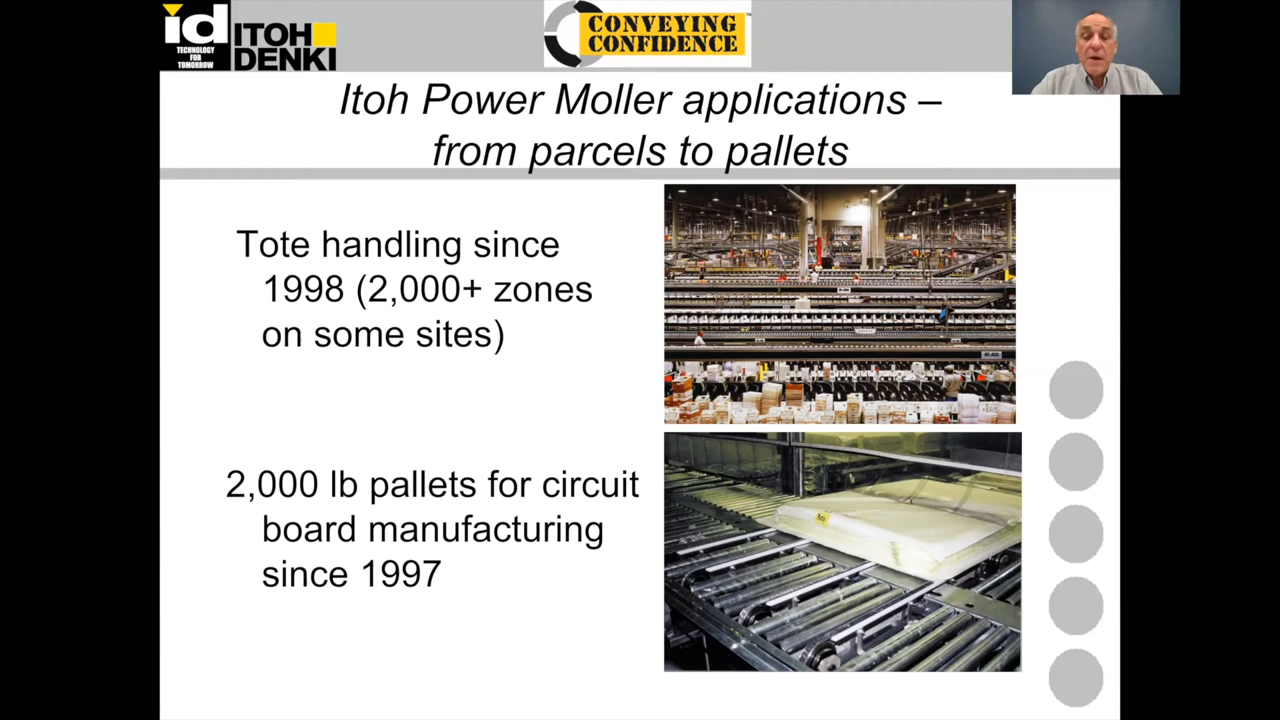 id
TECHNOLOGY
FOR
TOMORROW
ITOH
DENKI
CONVEYING
CONFIDENCE
Itoh Power Moller applications –
from parcels to pallets
Tote handling since
1998 (2,000+ zones
on some sites)
2,000 lb pallets for circuit
board manufacturing
since 1997